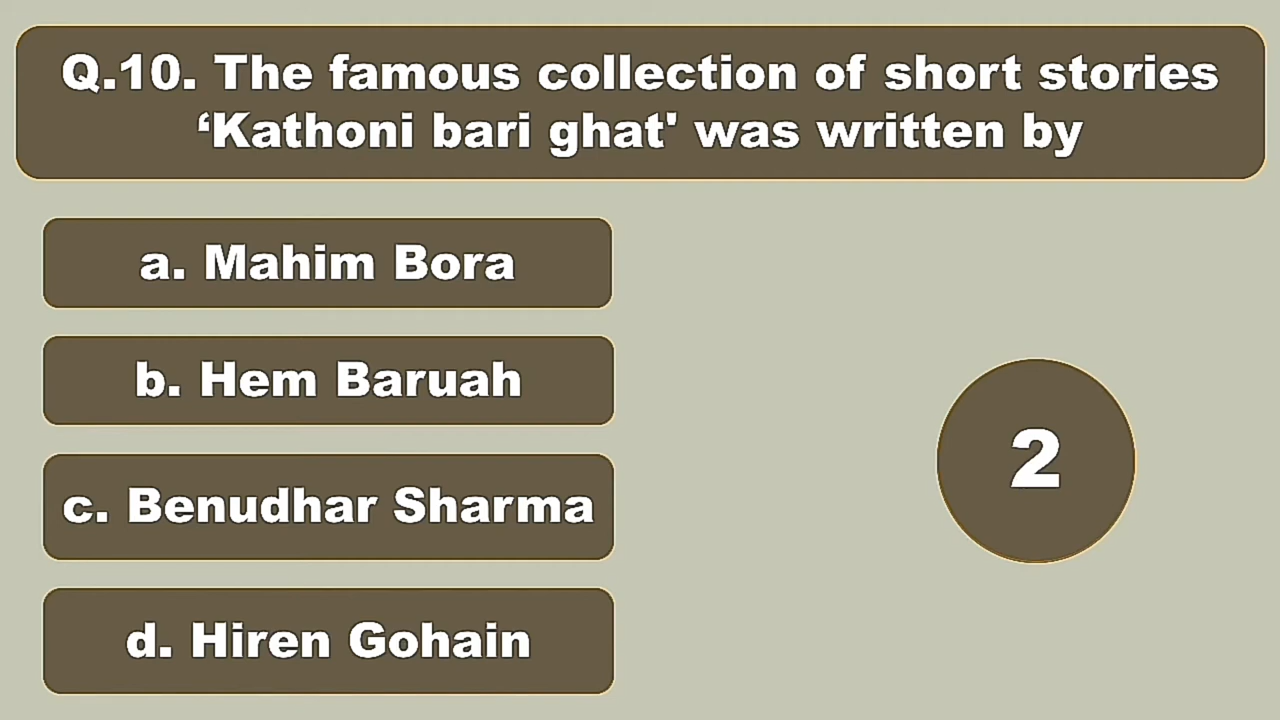 Q.10. The famous collection of short stories
‘Kathoni bari ghat' was written by
a. Mahim Bora
b. Hem Baruah
c. Benudhar Sharma
d. Hiren Gohain
2